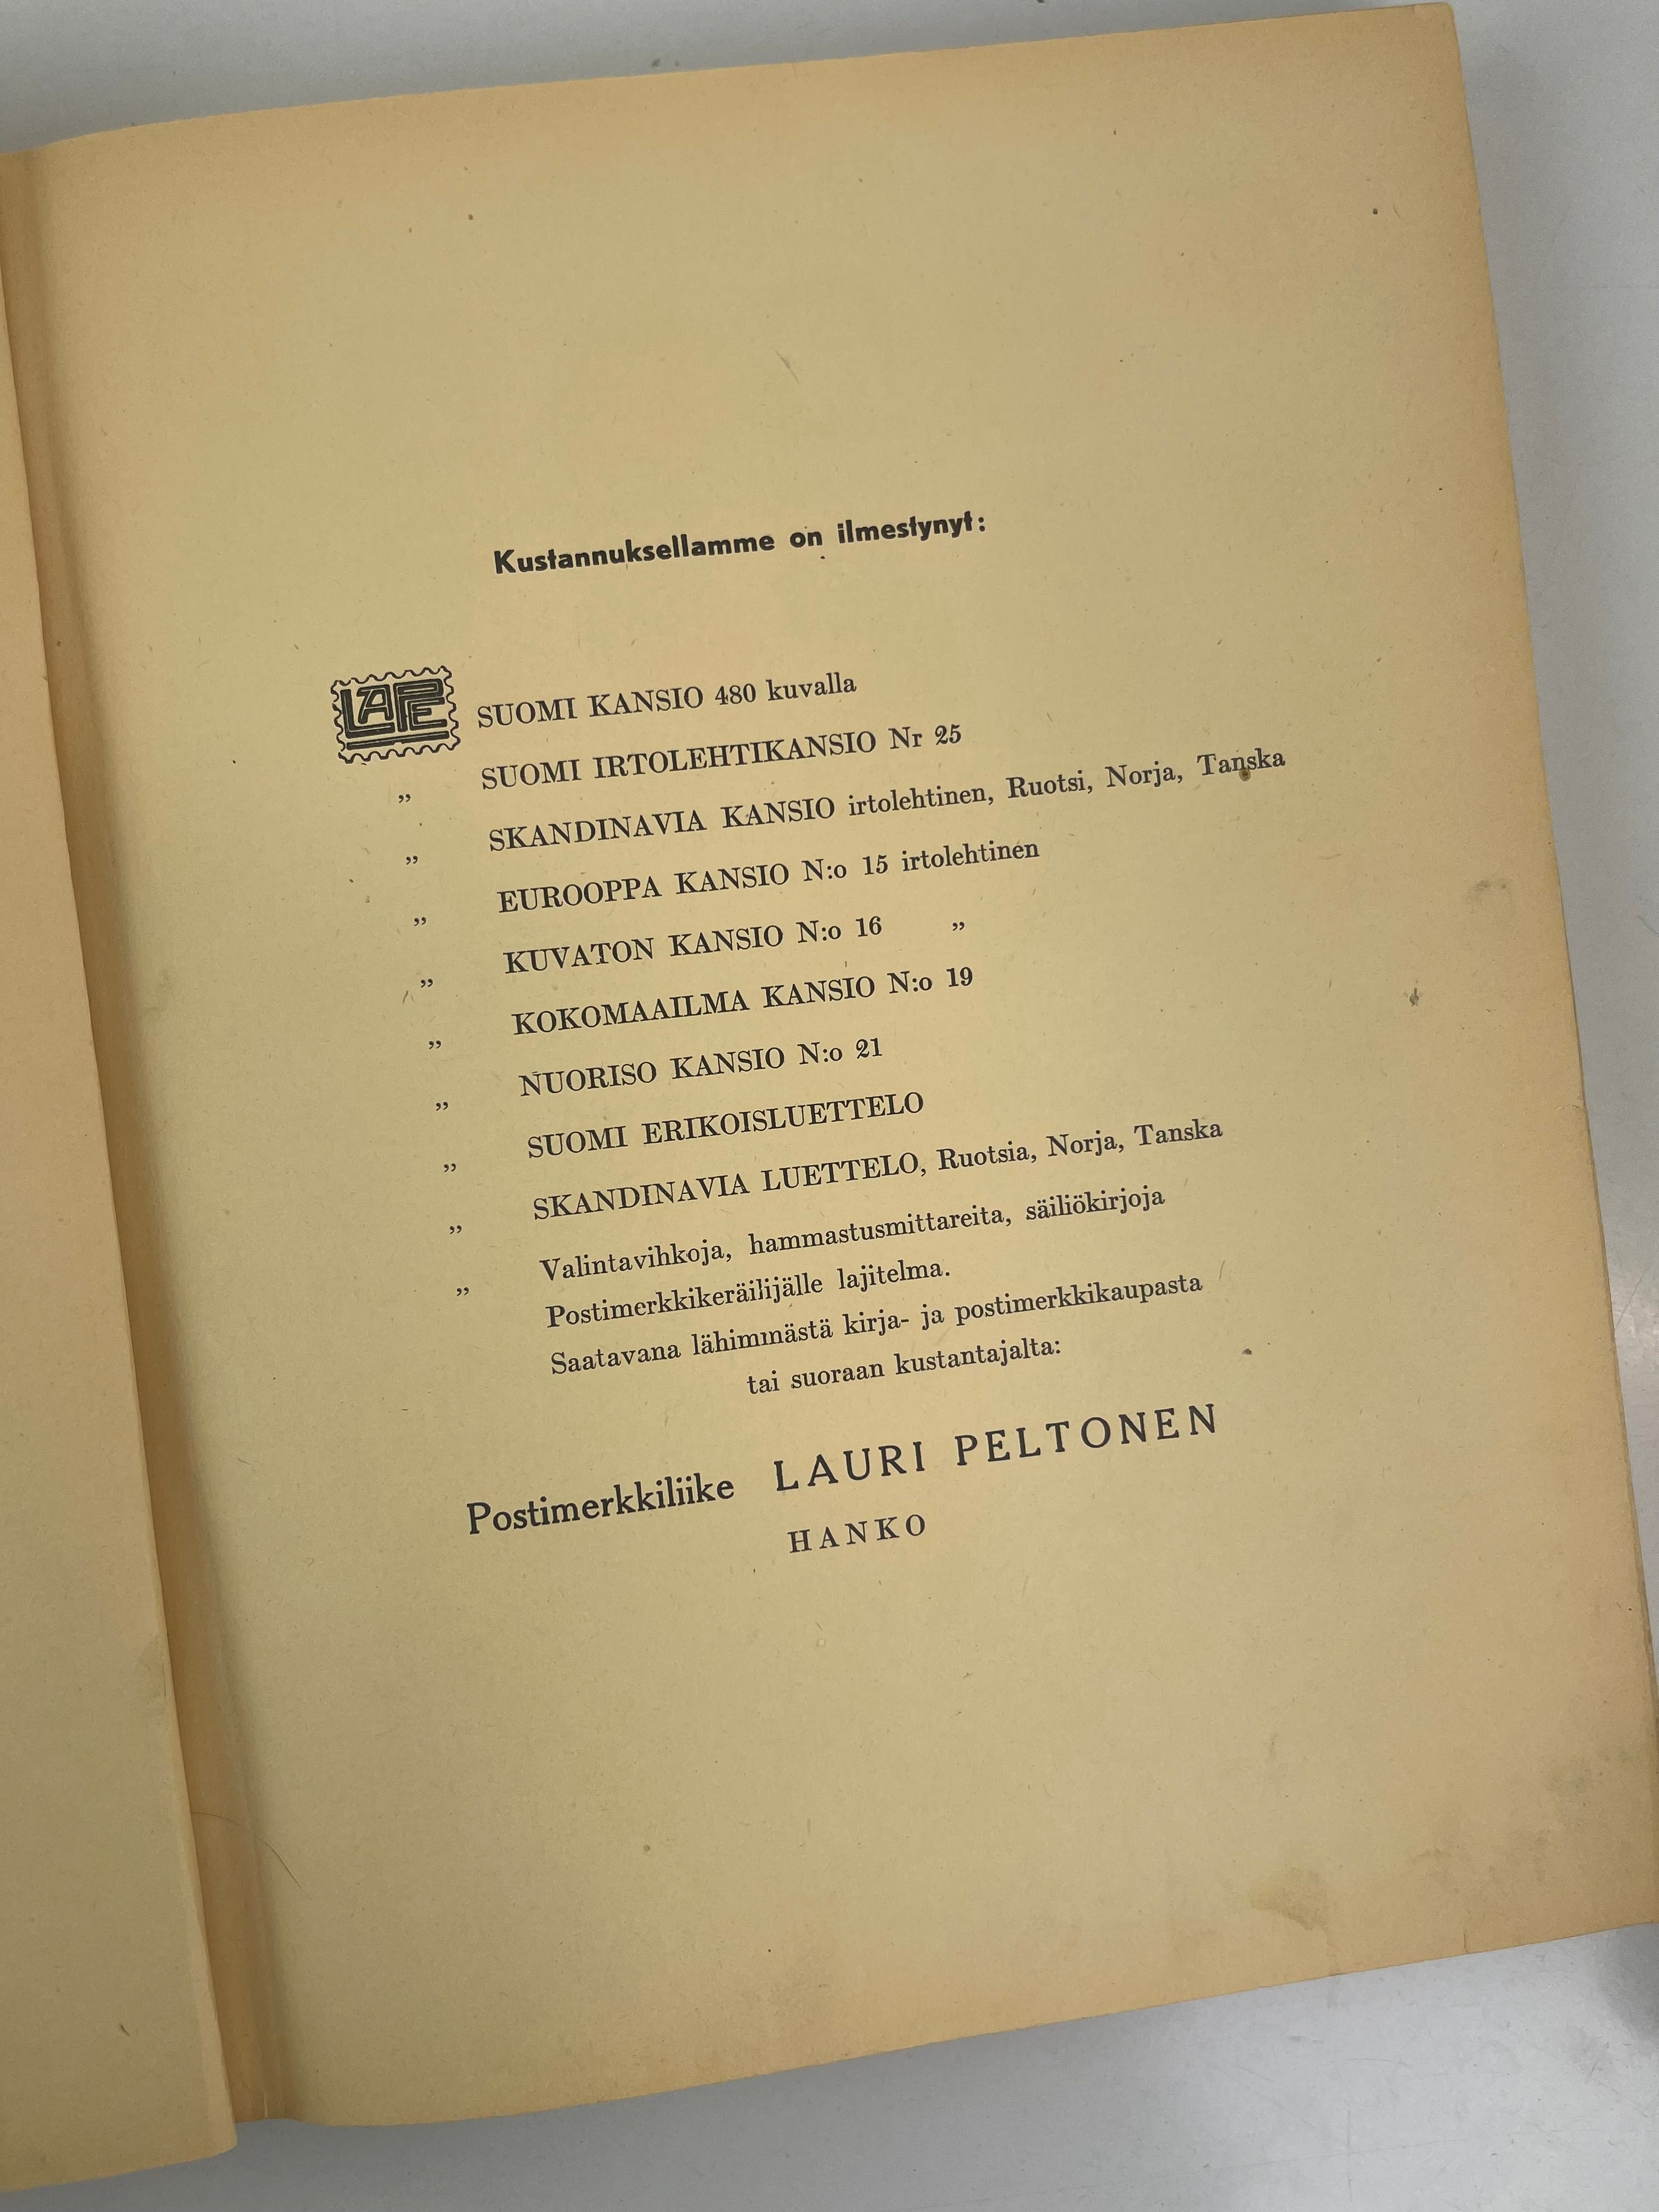 Kustannuksellamme on ilmestynyt:
LAPE SUOMI KANSIO 480 kuvalla
„ SUOMI IRTOLEHTIKANSIO Nr 25
„ SKANDINAVIA KANSIO irtolehtinen, Ruotsi, Norja, Tanska
„ EUROOPPA KANSIO N:o 15 irtolehtinen
„ KUVATON KANSIO N:o 16 „
„ KOKOMAAILMA KANSIO N:o 19
„ NUORISO KANSIO N:o 21
„ SUOMI ERIKOISLUETTELO
„ SKANDINAVIA LUETTELO, Ruotsia, Norja, Tanska
„ Valintavihkoja, hammastusmittareita, säiliökirjoja
Postimerkkikeräilijälle lajitelma.
Saatavana lähimmästä kirja- ja postimerkkikaupasta
tai suoraan kustantajalta:
Postimerkkiliike LAURI PELTONEN
HANKO